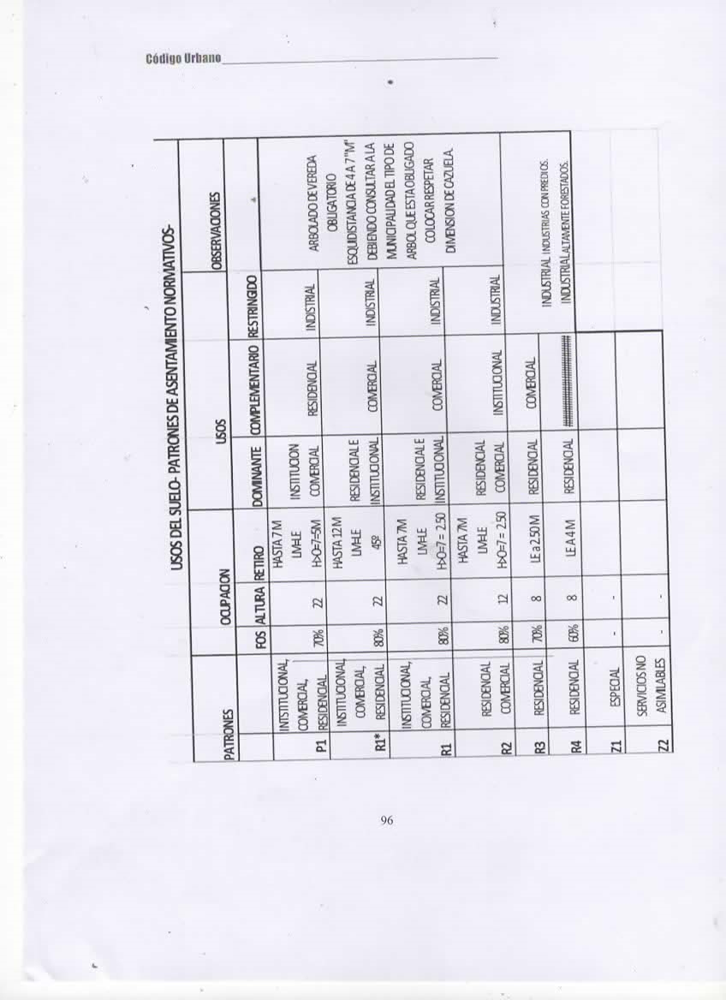 Código Urbano
USOS DEL SUELO- PATRONES DE ASENTAMIENTO NORMATIVOS-
PATRONES OCUPACION USOS OBSERVACIONES
FOS ALTURA RETIRO DOMINANTE COMPLEMENTARIO RESTRINGIDO
P1 INTSTITUCIONAL, COMERCIAL, RESIDENCIAL 70% 22 HASTA 7 M LM=LE H>O=7=5M INSTITUCION COMERCIAL RESIDENCIAL INDISTRIAL
R1* INSTITUCIONAL, COMERCIAL, RESIDENCIAL 80% 22 HASTA 12 M LM=LE 45º RESIDENCIAL E INSTITUCIONAL COMERCIAL INDISTRIAL
R1 INSTITUCIONAL, COMERCIAL, RESIDENCIAL 80% 22 HASTA 7M LM=LE H>O=7 = 2.50 RESIDENCIAL E INSTITUCIONAL COMERCIAL INDISTRIAL
R2 RESIDENCIAL COMERCIAL 80% 12 HASTA 7M LM=LE H>O=7 = 2.50 RESIDENCIAL COMERCIAL INSTITUCIONAL INDUSTRIAL
ARBOLADO DE VEREDA
OBLIGATORIO
ESQUIDISTANCIA DE 4 A 7 "M"
DEBIENDO CONSULTAR A LA
MUNICIPALIDAD EL TIPO DE
ARBOL QUE ESTA OBLIGADO
COLOCAR RESPETAR
DIMENSION DE CAZUELA.
R3 RESIDENCIAL 70% 8 LE a 2.50 M RESIDENCIAL COMERCIAL INDUSTRIAL INDUSTRIAS CON PREDIOS
R4 RESIDENCIAL 60% 8 LE A 4 M RESIDENCIAL INDUSTRIAL ALTAMENTE FORESTADOS.
Z1 ESPECIAL - -
Z2 SERVICIOS NO ASIMILABLES - -
96